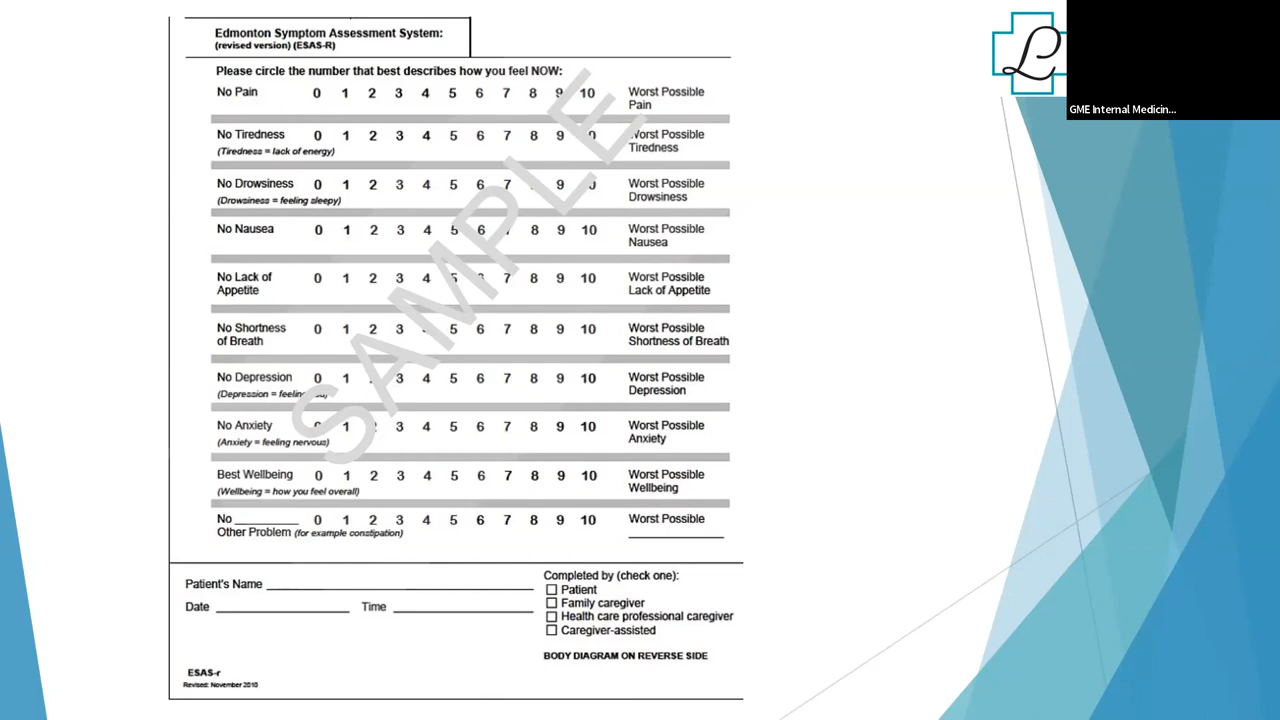 Edmonton Symptom Assessment System:
(revised version) (ESAS-R)
Please circle the number that best describes how you feel NOW:
No Pain 0 1 2 3 4 5 6 7 8 9 10 Worst Possible
Pain
No Tiredness 0 1 2 3 4 5 6 7 8 9 Worst Possible
(Tiredness = lack of energy) Tiredness
No Drowsiness 0 1 2 3 4 5 6 7 9 Worst Possible
(Drowsiness = feeling sleepy) Drowsiness
No Nausea 0 1 2 3 4 5 6 8 9 10 Worst Possible
Nausea
No Lack of 0 1 2 3 4 5 7 8 9 10 Worst Possible
Appetite Lack of Appetite
No Shortness 0 1 2 3 5 6 7 8 9 10 Worst Possible
of Breath Shortness of Breath
No Depression 0 1 3 4 5 6 7 8 9 10 Worst Possible
(Depression = feeling Depression
No Anxiety 0 1 2 3 4 5 6 7 8 9 10 Worst Possible
(Anxiety = feeling nervous) Anxiety
Best Wellbeing 0 1 2 3 4 5 6 7 8 9 10 Worst Possible
(Wellbeing = how you feel overall) Wellbeing
No __________ 0 1 2 3 4 5 6 7 8 9 10 Worst Possible
Other Problem (for example constipation) __________
SAMPLE
Patient's Name __________
Date __________ Time __________
Completed by (check one):
Patient
Family caregiver
Health care professional caregiver
Caregiver-assisted
BODY DIAGRAM ON REVERSE SIDE
ESAS-r
Revised: November 2010
L
GME Internal Medicin...